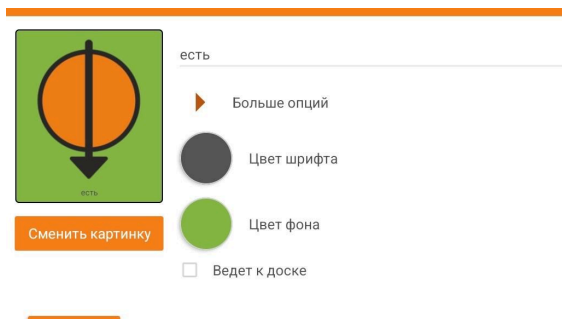 есть
Больше опций
Цвет шрифта
есть
Сменить картинку
Цвет фона
Ведет к доске